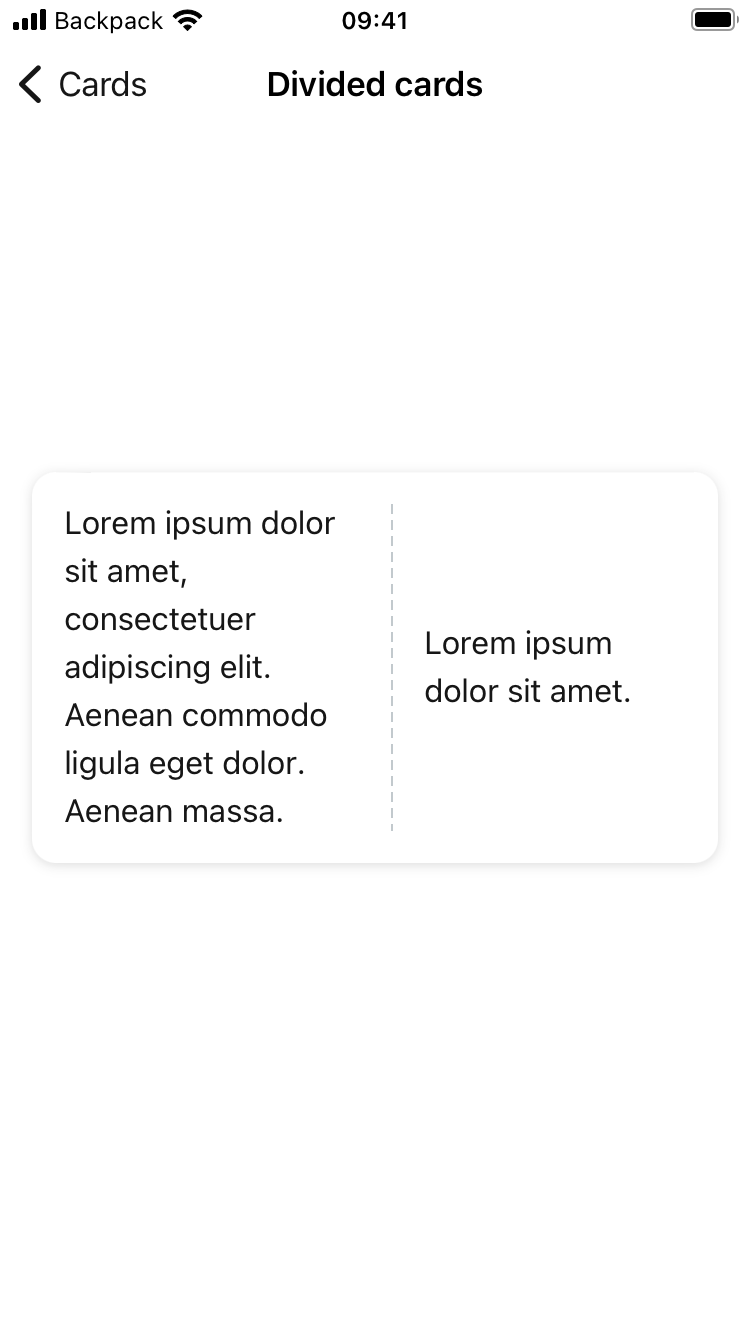 Backpack 09:41
Cards Divided cards
Lorem ipsum dolor
sit amet,
consectetuer
adipiscing elit.
Aenean commodo
ligula eget dolor.
Aenean massa.
Lorem ipsum
dolor sit amet.